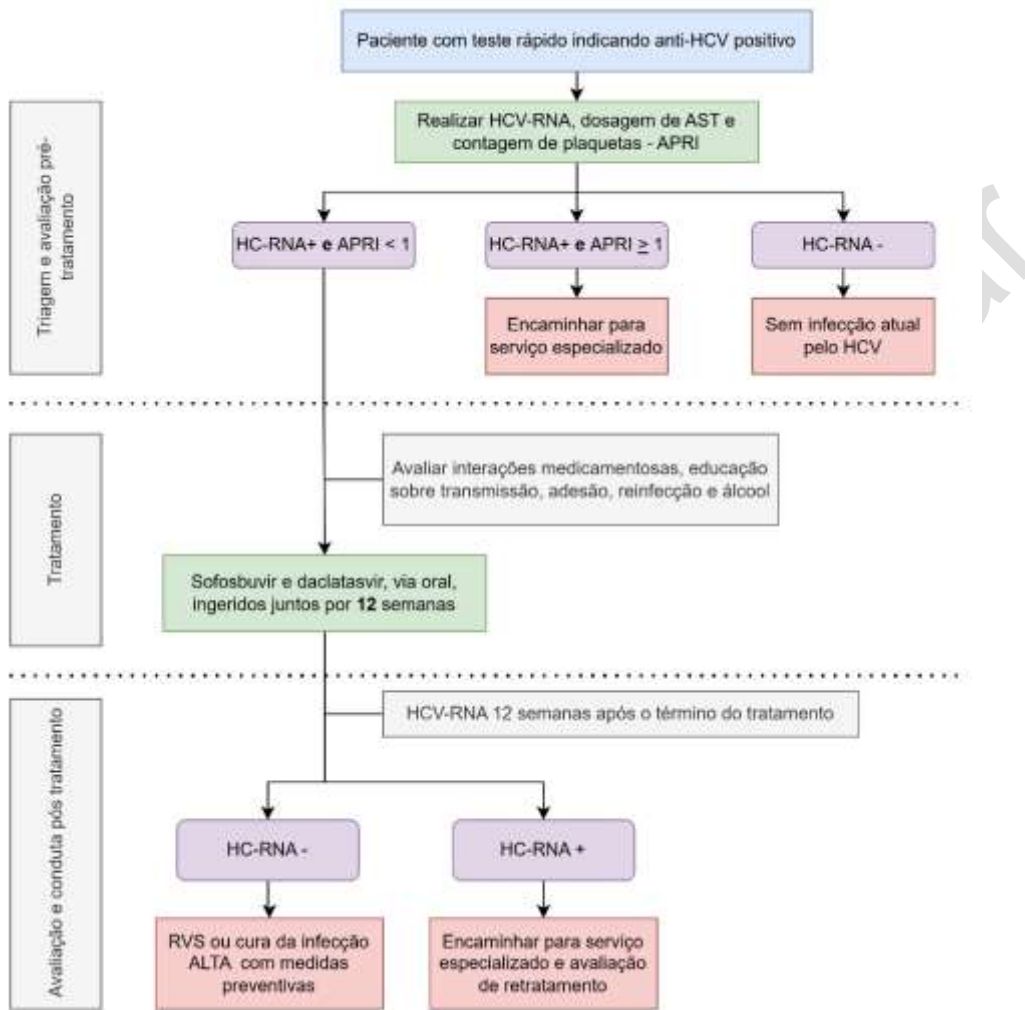 Paciente com teste rápido indicando anti-HCV positivo
Triagem e avaliação pré-
tratamento
Realizar HCV-RNA, dosagem de AST e
contagem de plaquetas - APRI
HC-RNA+ e APRI < 1
HC-RNA+ e APRI ≥ 1
HC-RNA -
Encaminhar para
serviço especializado
Sem infecção atual
pelo HCV
Tratamento
Avaliar interações medicamentosas, educação
sobre transmissão, adesão, reinfecção e álcool
Sofosbuvir e daclatasvir, via oral,
ingeridos juntos por 12 semanas
Avaliação e conduta pós tratamento
HCV-RNA 12 semanas após o término do tratamento
HC-RNA -
HC-RNA +
RVS ou cura da infecção
ALTA com medidas
preventivas
Encaminhar para serviço
especializado e avaliação
de retratamento